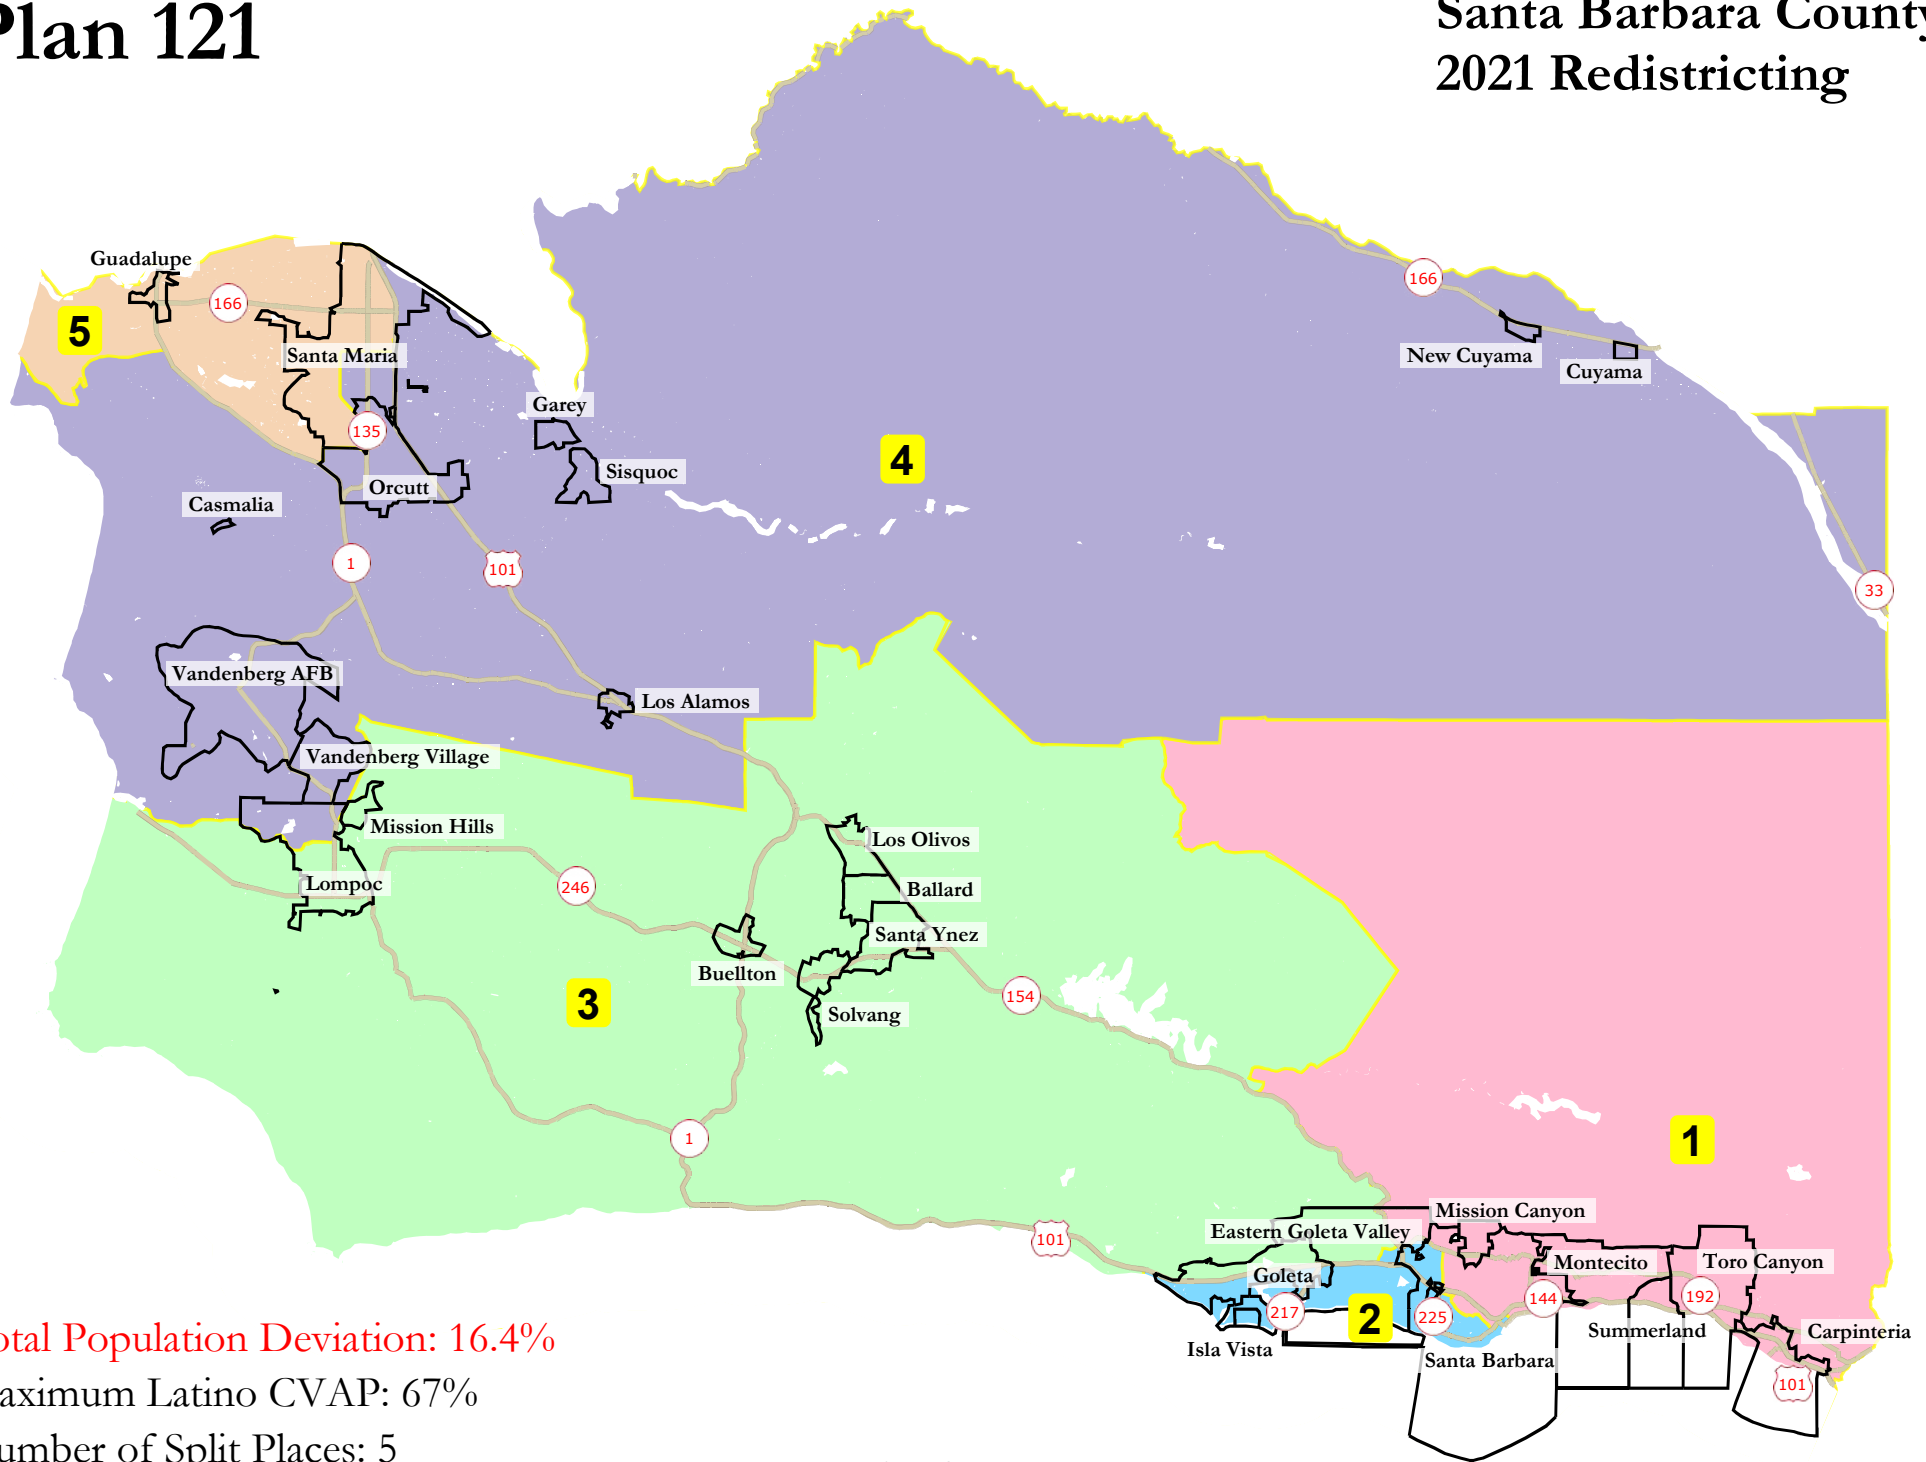 Plan 121
Santa Barbara County
2021 Redistricting
Guadalupe
166
5
Santa Maria
135
Orcutt
Casmalia
Garey
Sisquoc
4
166
New Cuyama
Cuyama
33
1
101
Vandenberg AFB
Los Alamos
Vandenberg Village
Mission Hills
Lompoc
246
Los Olivos
Ballard
Santa Ynez
Buellton
Solvang
3
154
1
1
101
Mission Canyon
Eastern Goleta Valley
Goleta
Montecito
Toro Canyon
217
2
225
144
192
Isla Vista
Santa Barbara
Summerland
Carpinteria
101
otal Population Deviation: 16.4%
aximum Latino CVAP: 67%
umber of Split Places: 5